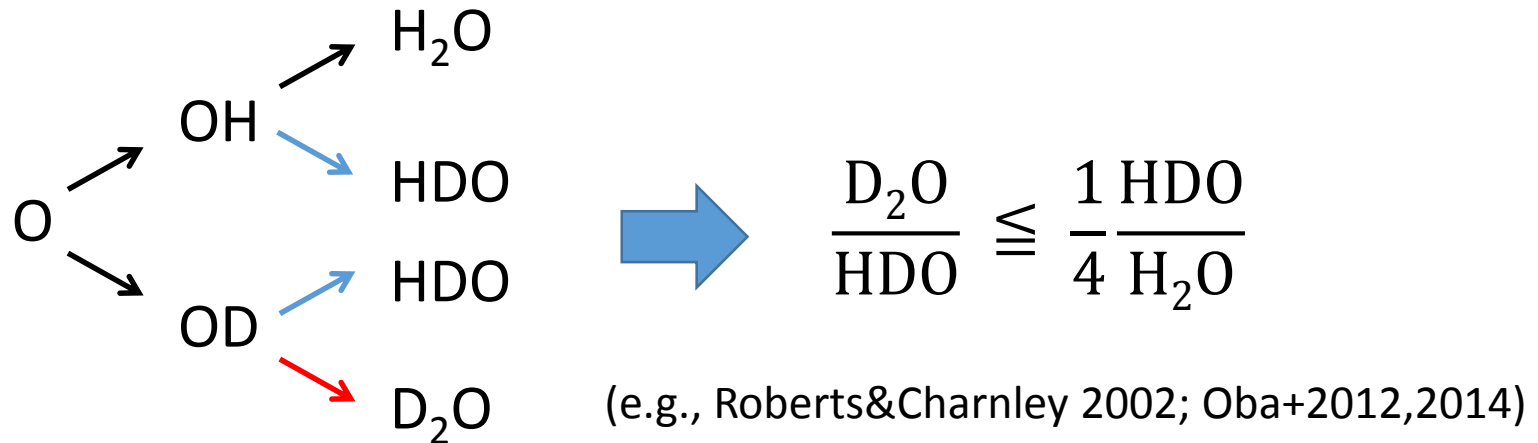 H₂O
OH
HDO
O
HDO
OD
D₂O
D₂O/HDO ≦ 1/4 HDO/H₂O
(e.g., Roberts&Charnley 2002; Oba+2012,2014)